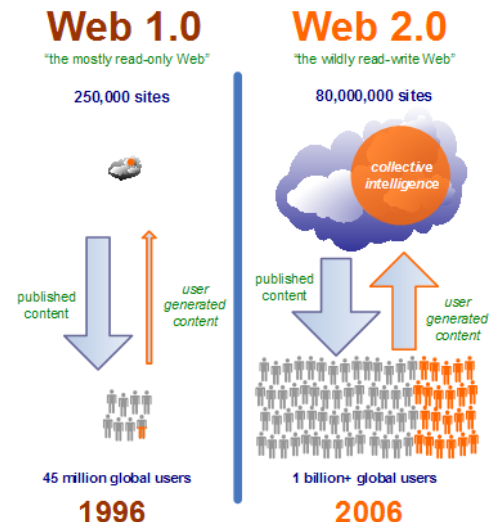 Web 1.0
"the mostly read-only Web"
250,000 sites
published
content
user
generated
content
45 million global users
1996
Web 2.0
"the wildly read-write Web"
80,000,000 sites
collective
intelligence
published
content
user
generated
content
1 billion+ global users
2006